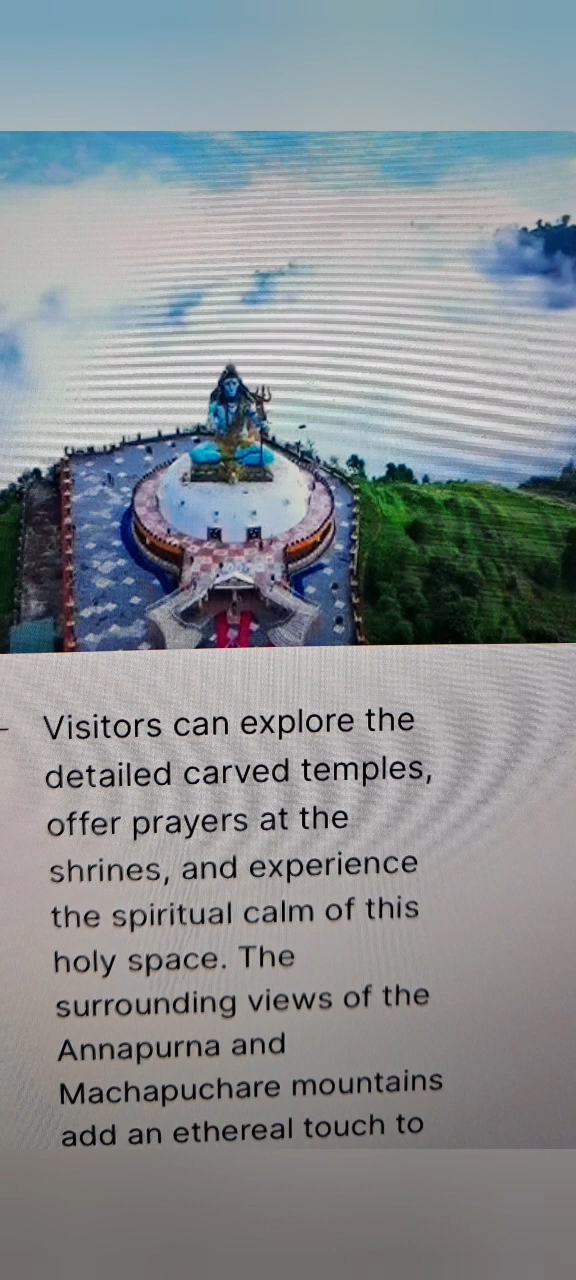 Visitors can explore the
detailed carved temples,
offer prayers at the
shrines, and experience
the spiritual calm of this
holy space. The
surrounding views of the
Annapurna and
Machapuchare mountains
add an ethereal touch to